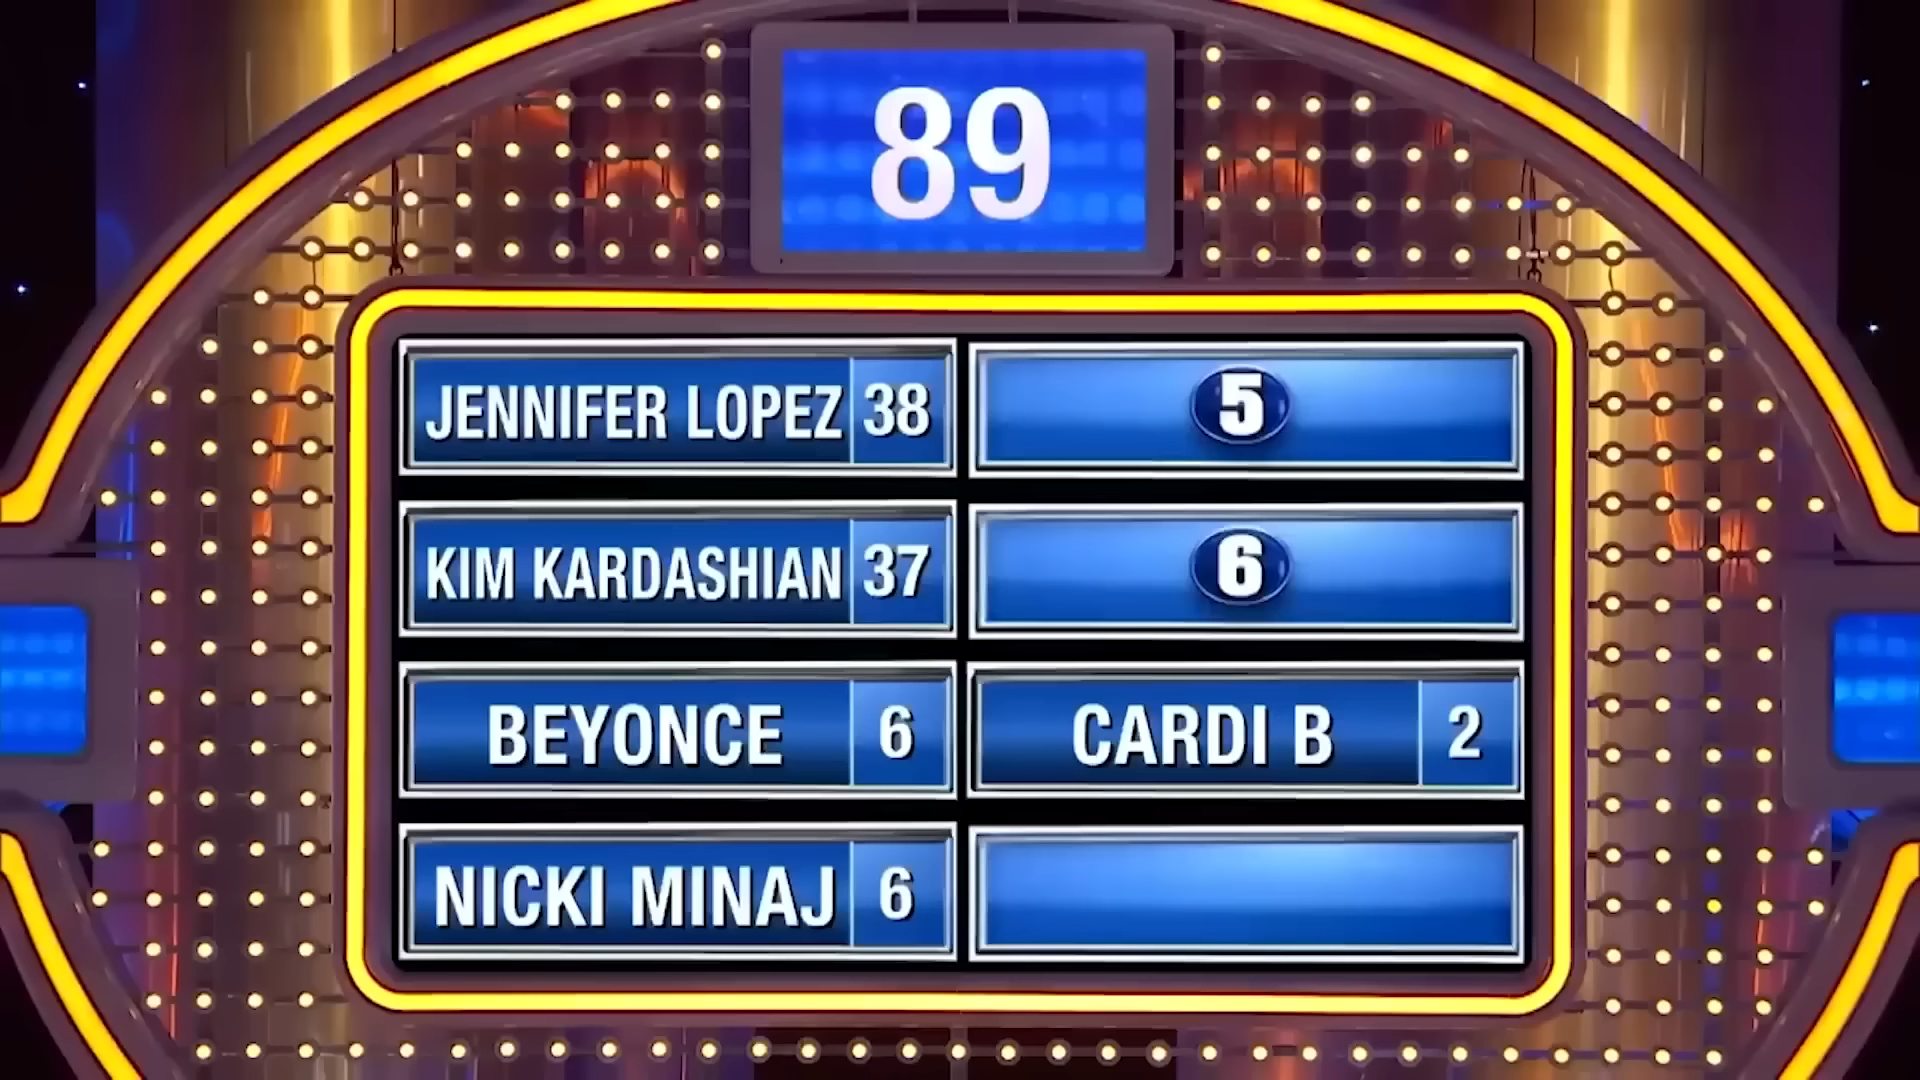 89
JENNIFER LOPEZ 38
5
KIM KARDASHIAN 37
6
BEYONCE 6
CARDI B 2
NICKI MINAJ 6